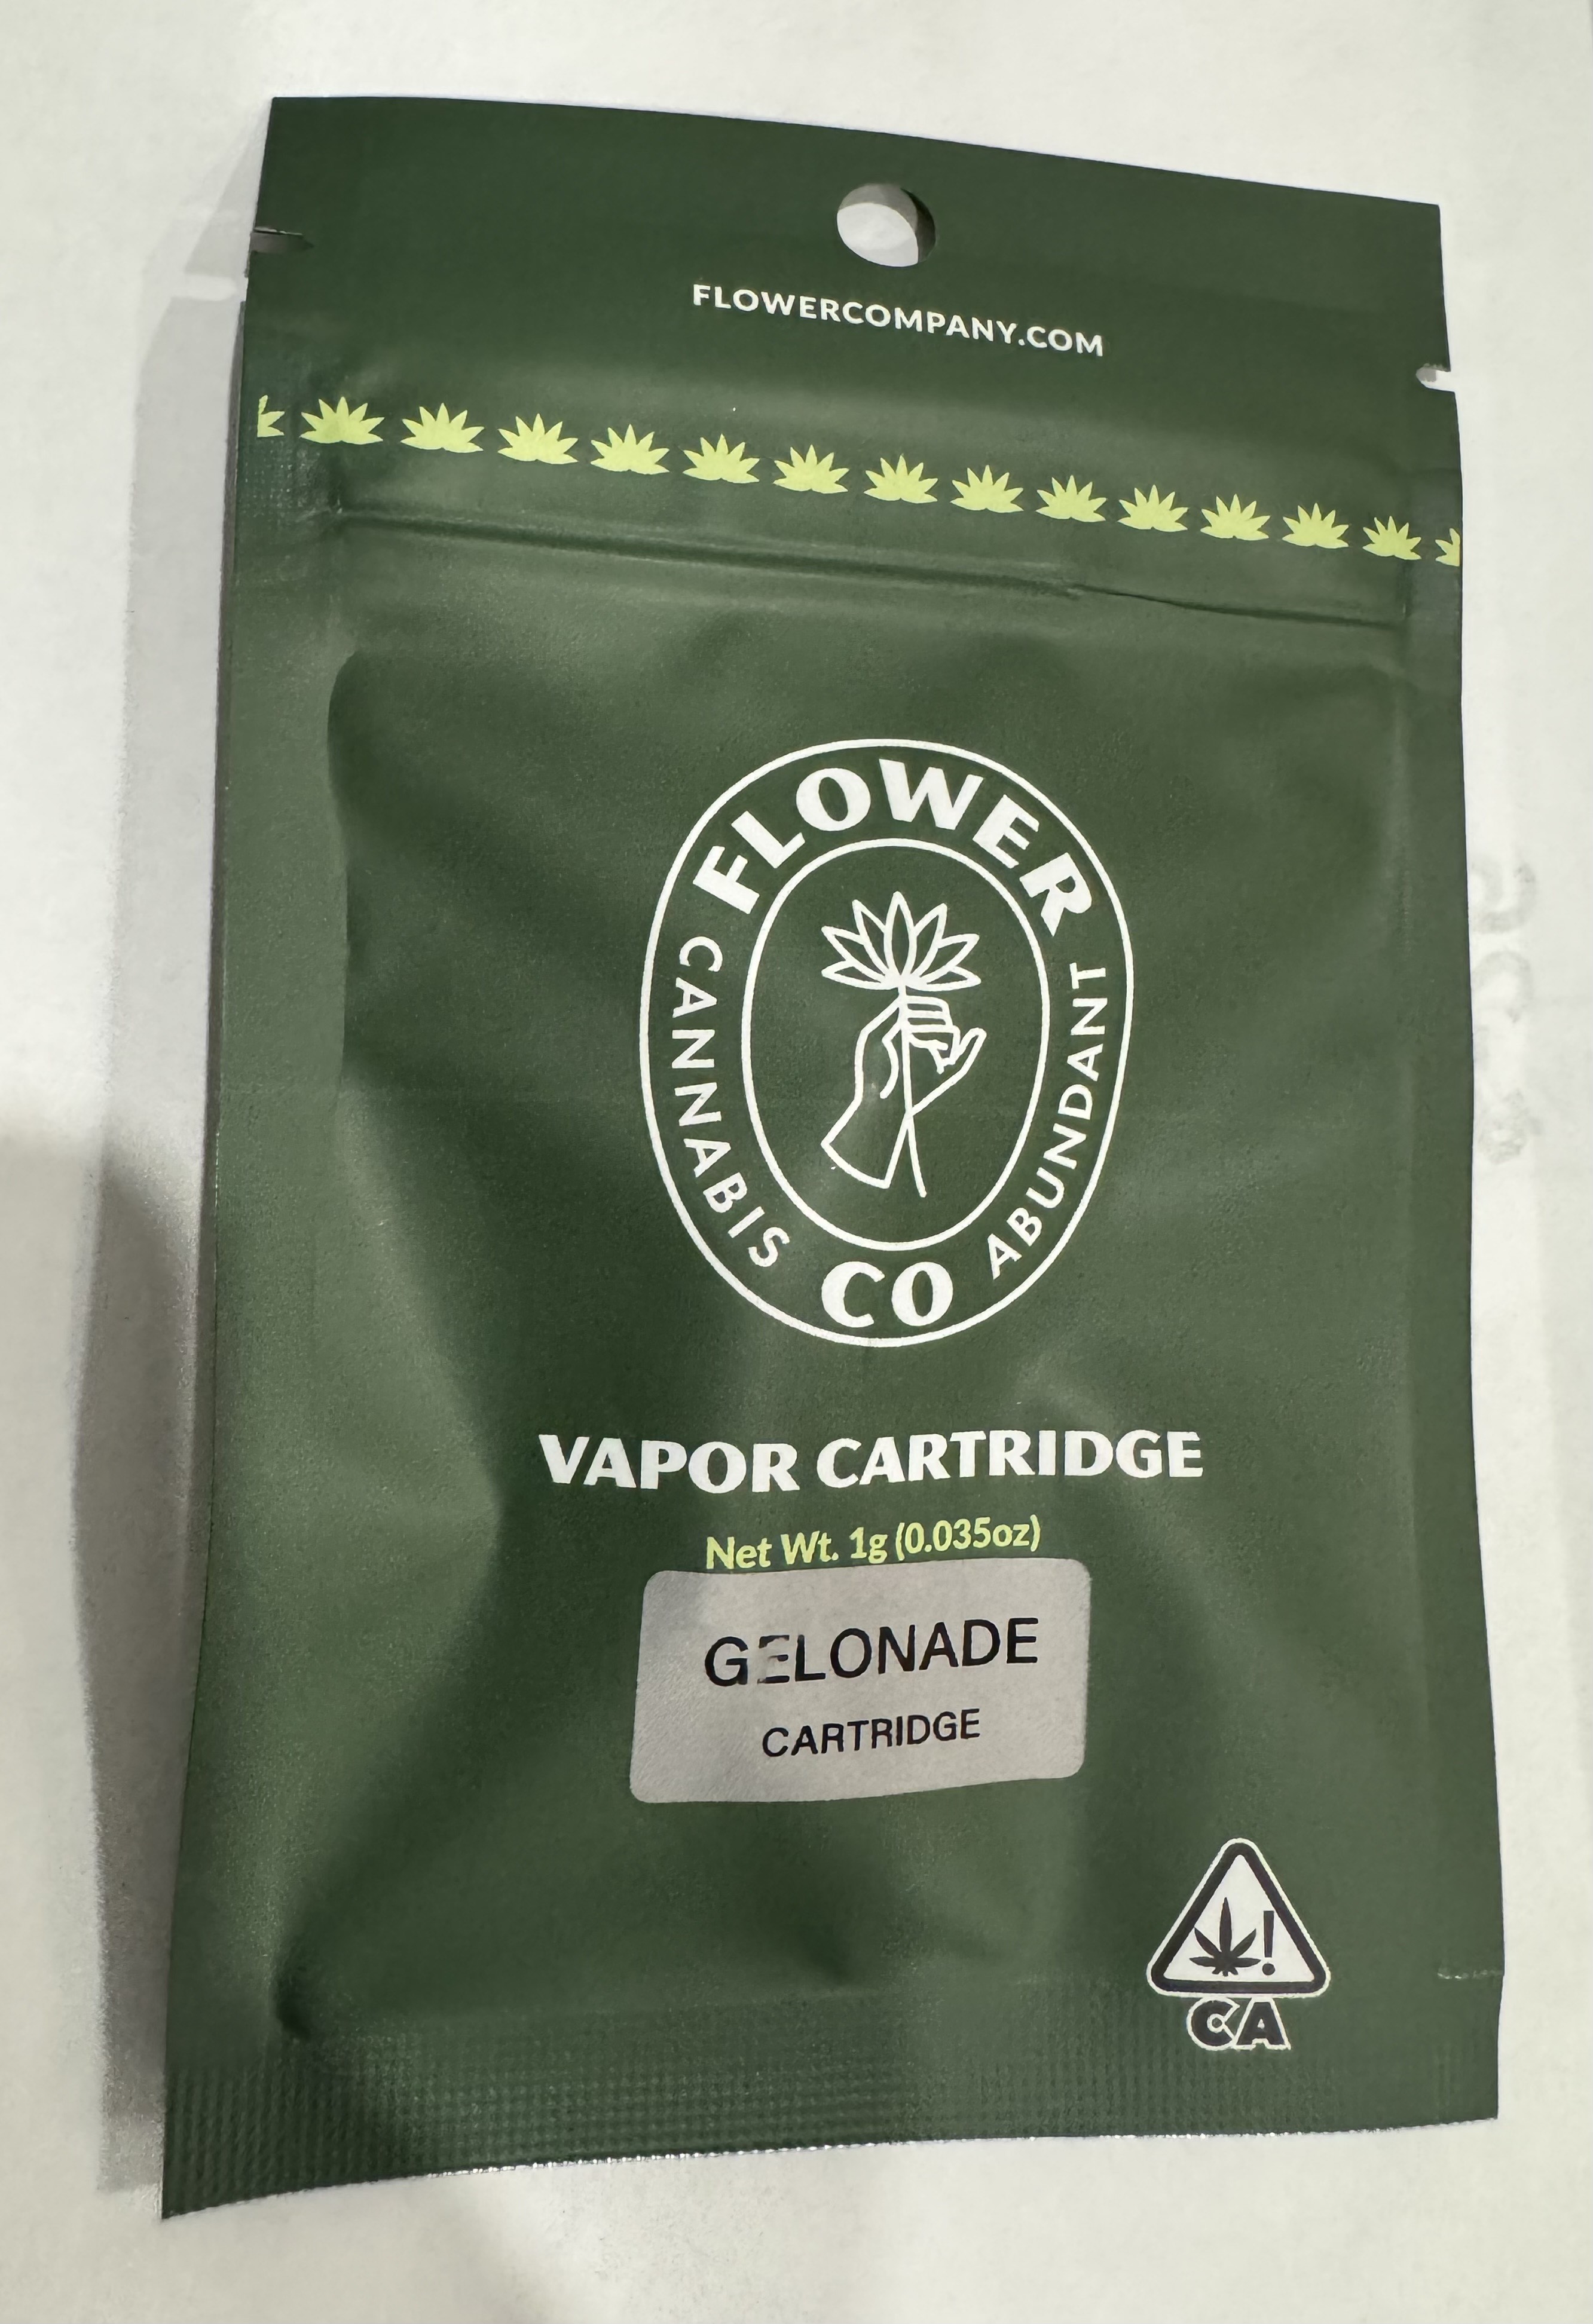 FLOWERCOMPANY.COM
FLOWER
CANNABIS
ABUNDANT
CO
VAPOR CARTRIDGE
Net Wt. 1g (0.035oz)
GELONADE
CARTRIDGE
!
CA